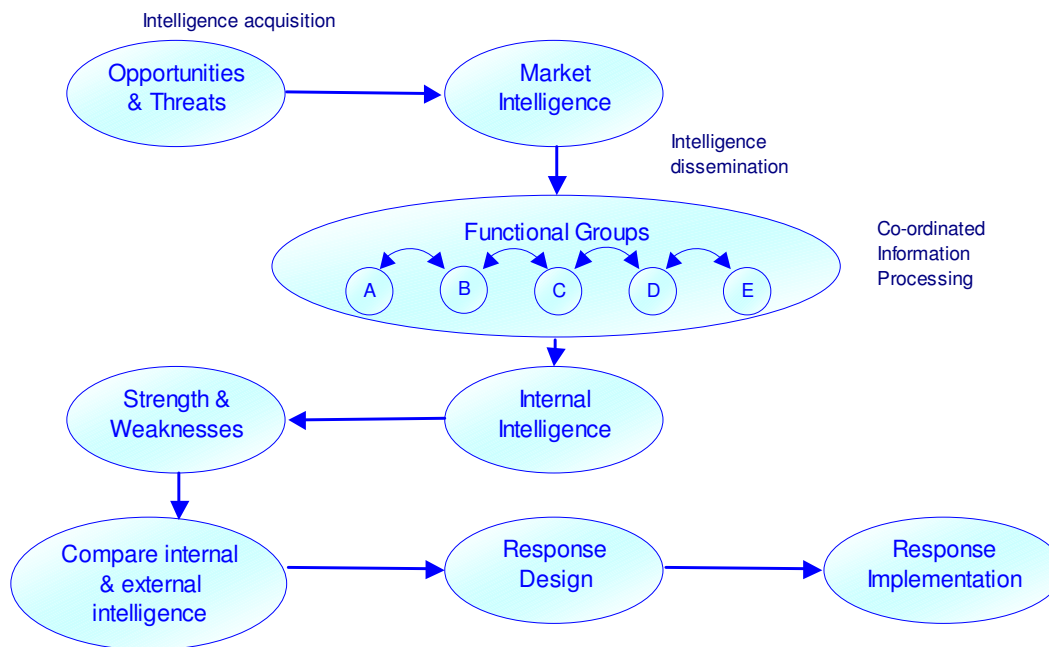 Intelligence acquisition
Opportunities
& Threats
Market
Intelligence
Intelligence
dissemination
Functional Groups
A
B
C
D
E
Co-ordinated
Information
Processing
Strength &
Weaknesses
Internal
Intelligence
Compare internal
& external
intelligence
Response
Design
Response
Implementation